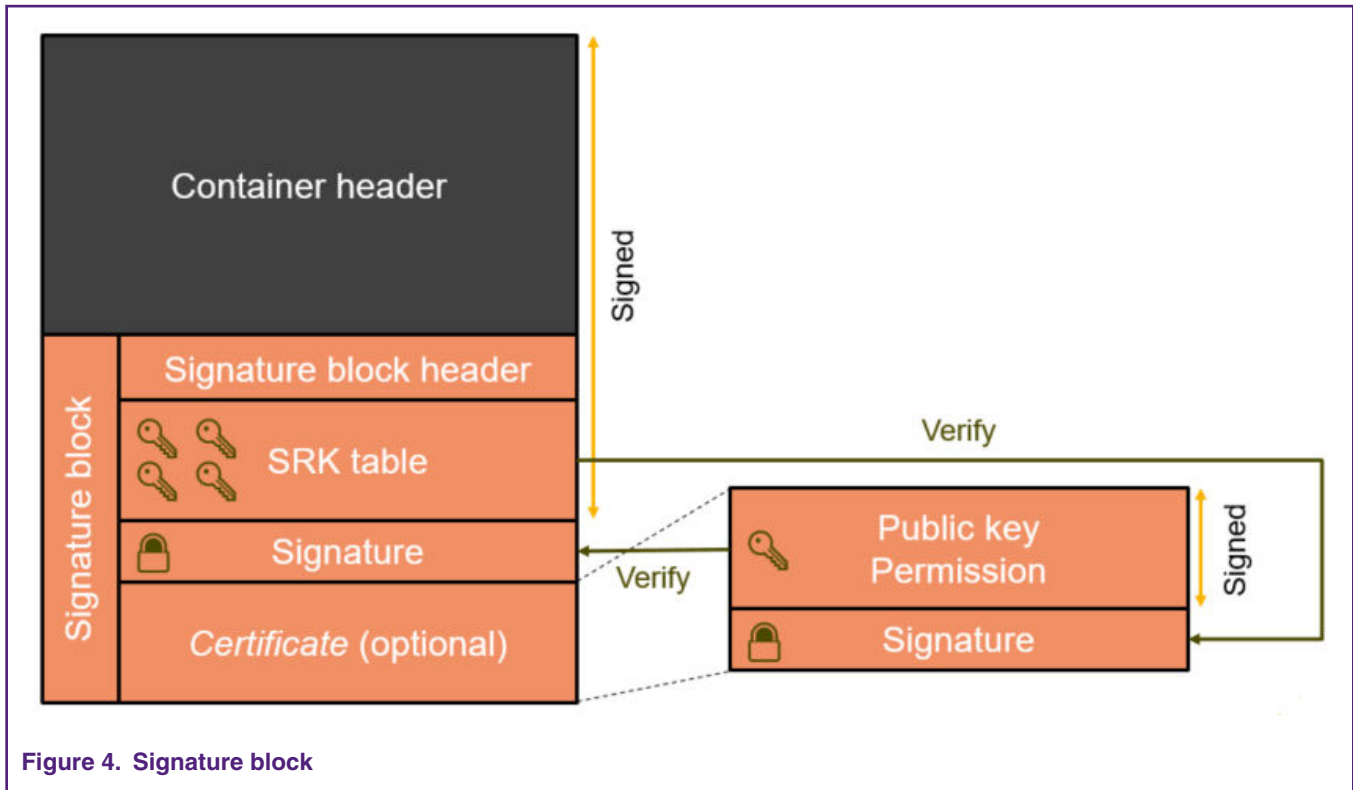 Container header
Signed
Signature block
Signature block header
SRK table
Signature
Certificate (optional)
Verify
Verify
Public key
Permission
Signed
Signature
Figure 4. Signature block